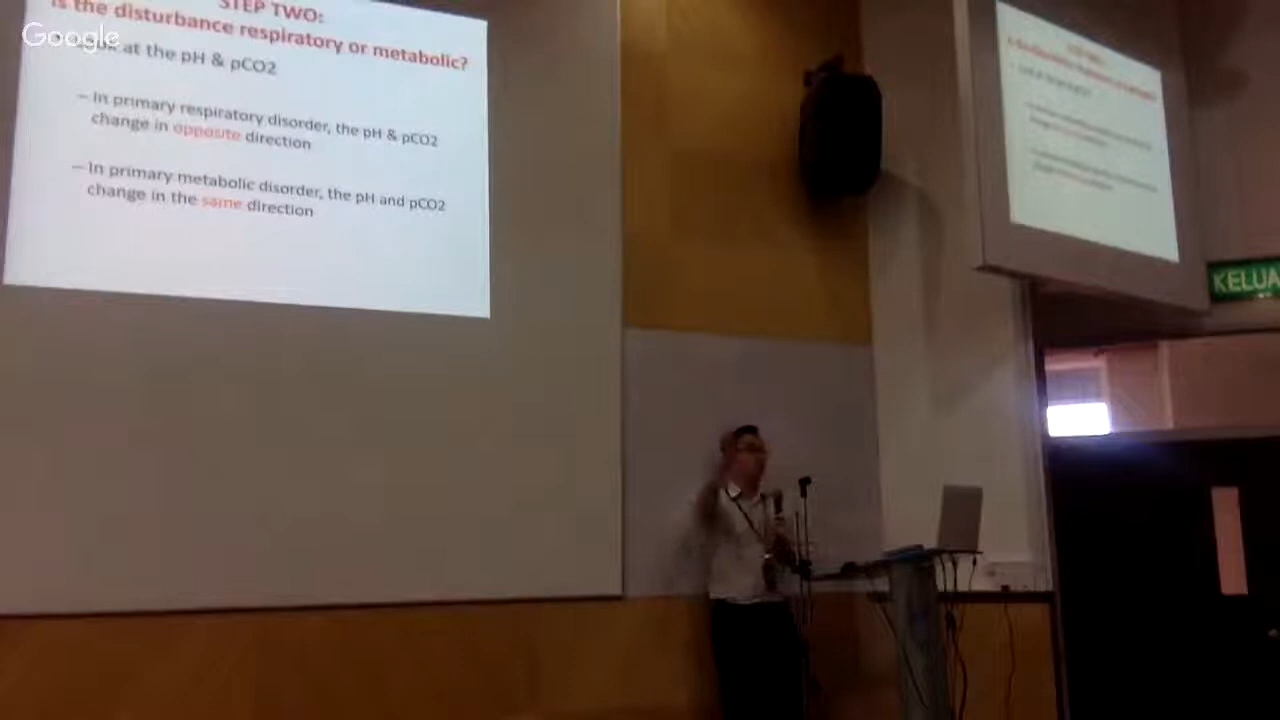 STEP TWO:
is the disturbance respiratory or metabolic?
Google
at the pH & pCO2
– In primary respiratory disorder, the pH & pCO2
change in opposite direction
– In primary metabolic disorder, the pH and pCO2
change in the same direction
KELUA